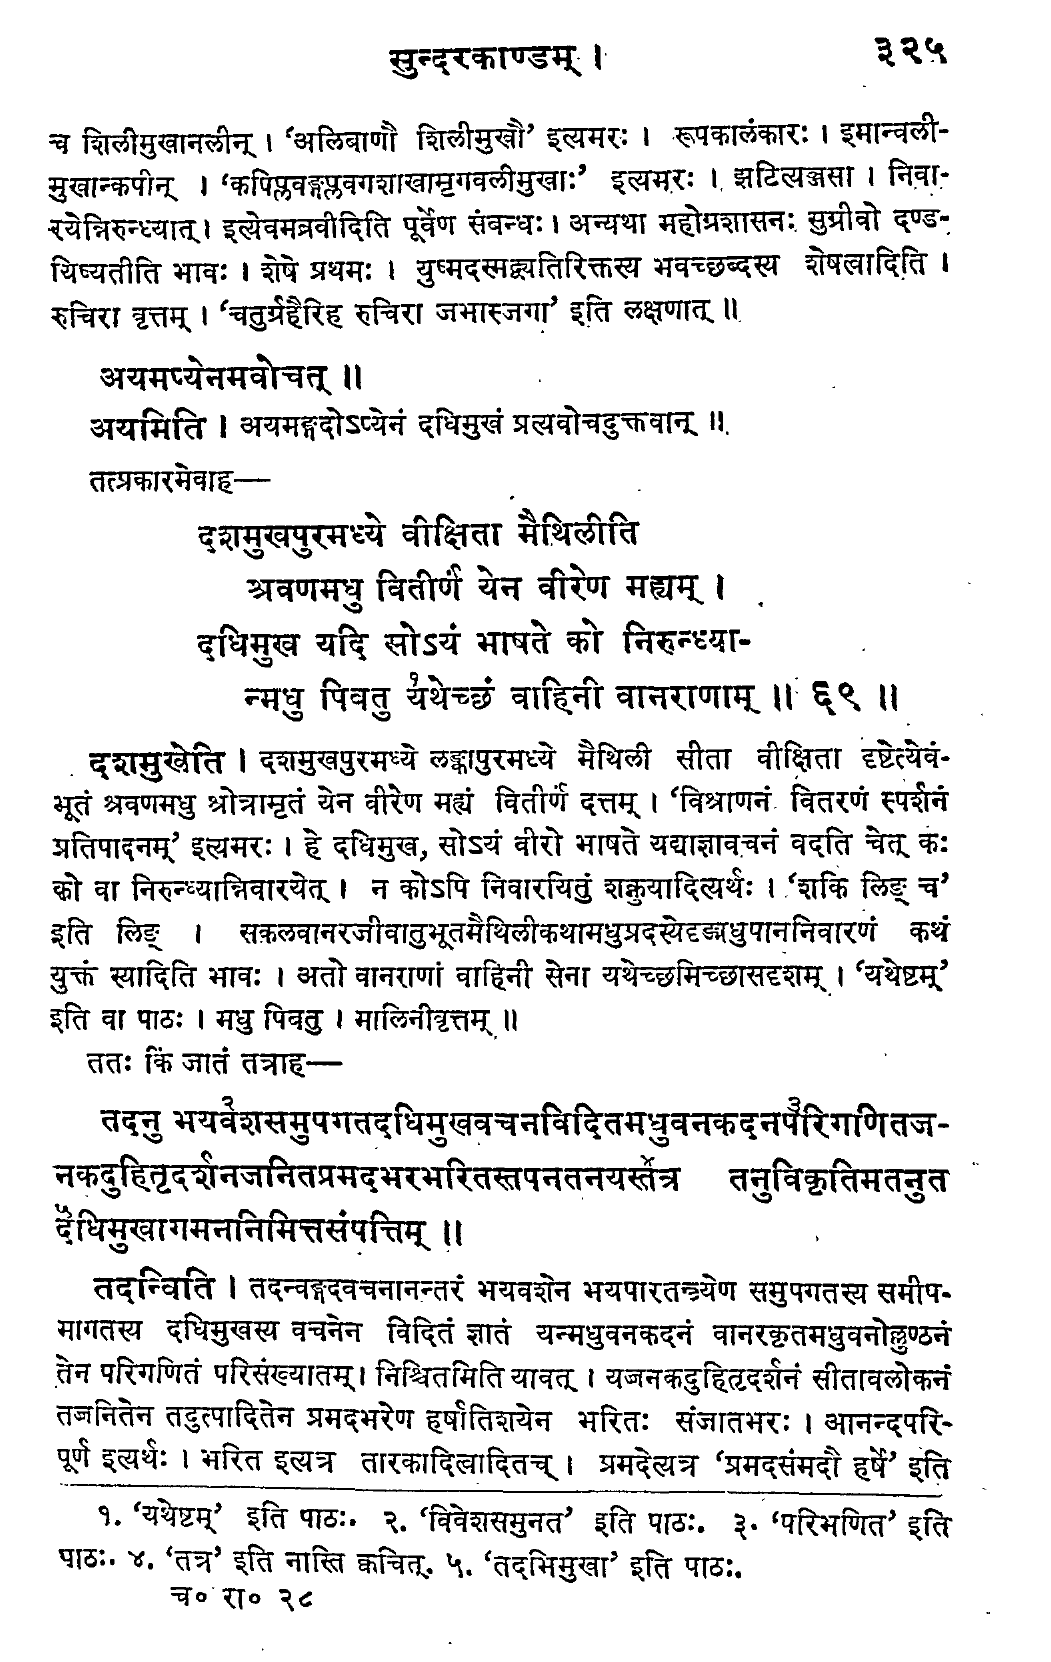 सुन्दरकाण्डम् ।
३२५
च शिलीमुखानलीन् । ‘अलिबाणौ शिलीमुखौ’ इत्यमरः । रूपकालंकारः । इमान्वली-
मुखान्कपीन् । ‘कपिप्लवङ्गप्लवगशाखामृगवलीमुखाः’ इत्यमरः । झटित्यञ्जसा । निवा-
रयेन्निरुन्ध्यात् । इत्येवमब्रवीदिति पूर्वेण संबन्धः । अन्यथा महोग्रशासनः सुग्रीवो दण्ड-
यिष्यतीति भावः । शेषे प्रथमः । युष्मदस्मद्व्यतिरिक्तस्य भवच्छब्दस्य शेषत्वादिति ।
रुचिरा वृत्तम् । ‘चतुर्ग्रहैरिह रुचिरा जभास्जगा’ इति लक्षणात् ॥
अयमप्येनमवोचत् ॥
अयमिति । अयमङ्गदोऽप्येनं दधिमुखं प्रत्यवोचदुक्तवान् ॥
तत्प्रकारमेवाह—
दशमुखपुरमध्ये वीक्षिता मैथिलीति
श्रवणमधु वितीर्णं येन वीरेण मह्यम् ।
दधिमुख यदि सोऽयं भाषते को निरुन्ध्या-
न्मधु पिबतु य१थेच्छं वाहिनी वानराणाम् ॥ ६९ ॥
दशमुखेति । दशमुखपुरमध्ये लङ्कापुरमध्ये मैथिली सीता वीक्षिता दृष्टेत्येवं-
भूतं श्रवणमधु श्रोत्रामृतं येन वीरेण मह्यं वितीर्णं दत्तम् । ‘विश्राणनं वितरणं स्पर्शनं
प्रतिपादनम्’ इत्यमरः । हे दधिमुख, सोऽयं वीरो भाषते यद्याज्ञावचनं वदति चेत् कः
को वा निरुन्ध्यान्निवारयेत् । न कोऽपि निवारयितुं शक्नुयादित्यर्थः । ‘शकि लिङ् च’
इति लिङ् । सकलवानरजीवातुभूतमैथिलीकथामधुप्रदस्येदृङ्मधुपाननिवारणं कथं
युक्तं स्यादिति भावः । अतो वानराणां वाहिनी सेना यथेच्छमिच्छासदृशम् । ‘यथेष्टम्’
इति वा पाठः । मधु पिबतु । मालिनीवृत्तम् ॥
ततः किं जातं तत्राह—
तदनु भयव२शसमुपगतदधिमुखवचनविदितमधुवनकदनप३रिगणितज-
नकदुहितृदर्शनजनितप्रमदभरभरितस्तपनतनयस्त४त्र तनुविकृतिमतनुत
द५धिमुखागमननिमित्तसंपत्तिम् ॥
तदन्विति । तदन्वङ्गदवचनानन्तरं भयवशेन भयपारतन्त्र्येण समुपगतस्य समीप-
मागतस्य दधिमुखस्य वचनेन विदितं ज्ञातं यन्मधुवनकदनं वानरकृतमधुवनोल्लुण्ठनं
तेन परिगणितं परिसंख्यातम् । निश्चितमिति यावत् । यज्जनकदुहितृदर्शनं सीतावलोकनं
तज्जनितेन तदुत्पादितेन प्रमदभरेण हर्षातिशयेन भरितः संजातभरः । आनन्दपरि-
पूर्ण इत्यर्थः । भरित इत्यत्र तारकादित्वादितच् । प्रमदेत्यत्र ‘प्रमदसंमदौ हर्षे’ इति
१. ‘यथेष्टम्’ इति पाठः. २. ‘विवेशसमुनत’ इति पाठः. ३. ‘परिभणित’ इति
पाठः. ४. ‘तत्र’ इति नास्ति क्वचित्. ५. ‘तदभिमुखा’ इति पाठः.
च० रा० २८